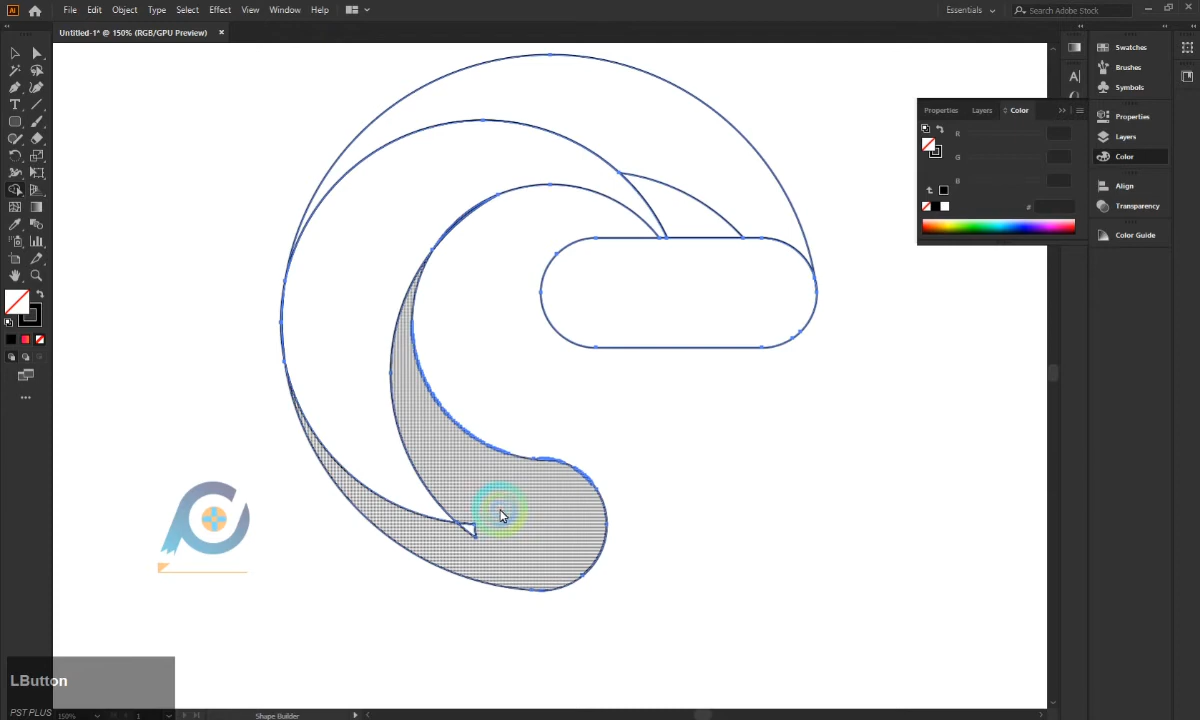 Ai
File Edit Object Type Select Effect View Window Help
Essentials
Search Adobe Stock
Untitled-1* @ 150% (RGB/GPU Preview) ×
Swatches
Brushes
Symbols
Properties
Layers
Color
Align
Transparency
Color Guide
Properties Layers Color
R
G
B
#
LButton
PST PLUS
150%
1
Shape Builder